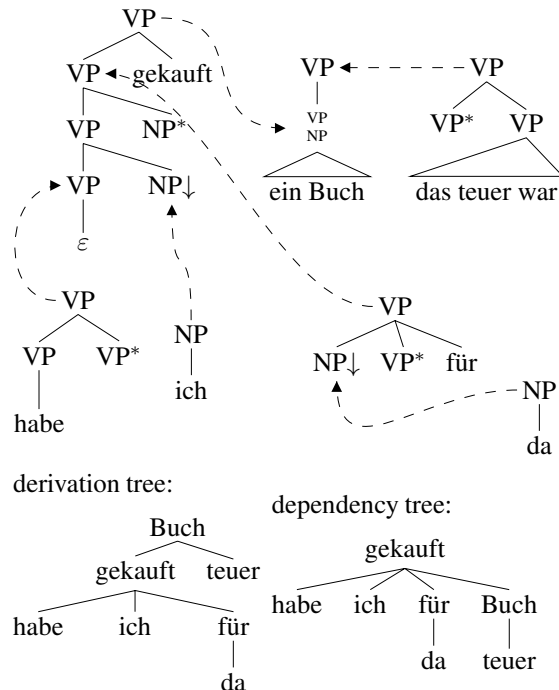 VP
VP gekauft VP VP
VP NP* VP
NP VP* VP
VP NP↓ ein Buch das teuer war
ε
VP VP
VP VP* NP NP↓ VP* für
habe ich NP
da
derivation tree:
Buch
gekauft teuer
habe ich für
da
dependency tree:
gekauft
habe ich für Buch
da teuer